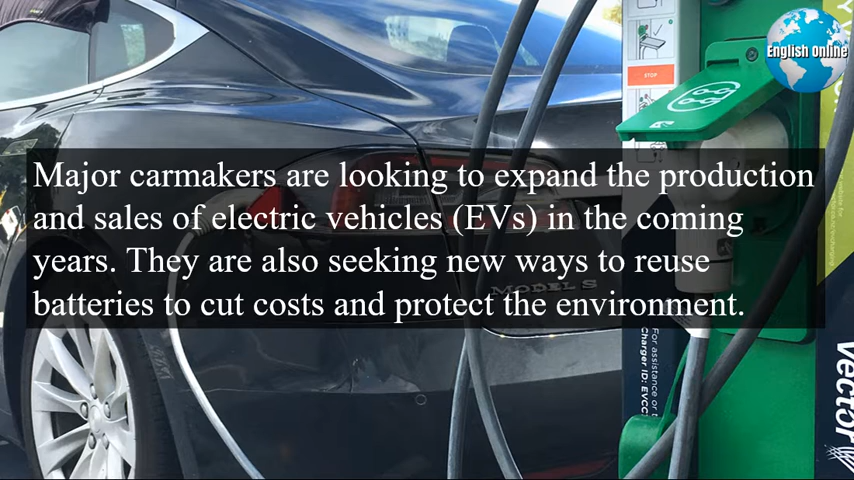 English online
STOP
Major carmakers are looking to expand the production
and sales of electric vehicles (EVs) in the coming
years. They are also seeking new ways to reuse
batteries to cut costs and protect the environment.
MODEL S
For assistance or
Charger ID: EVCC
Vector